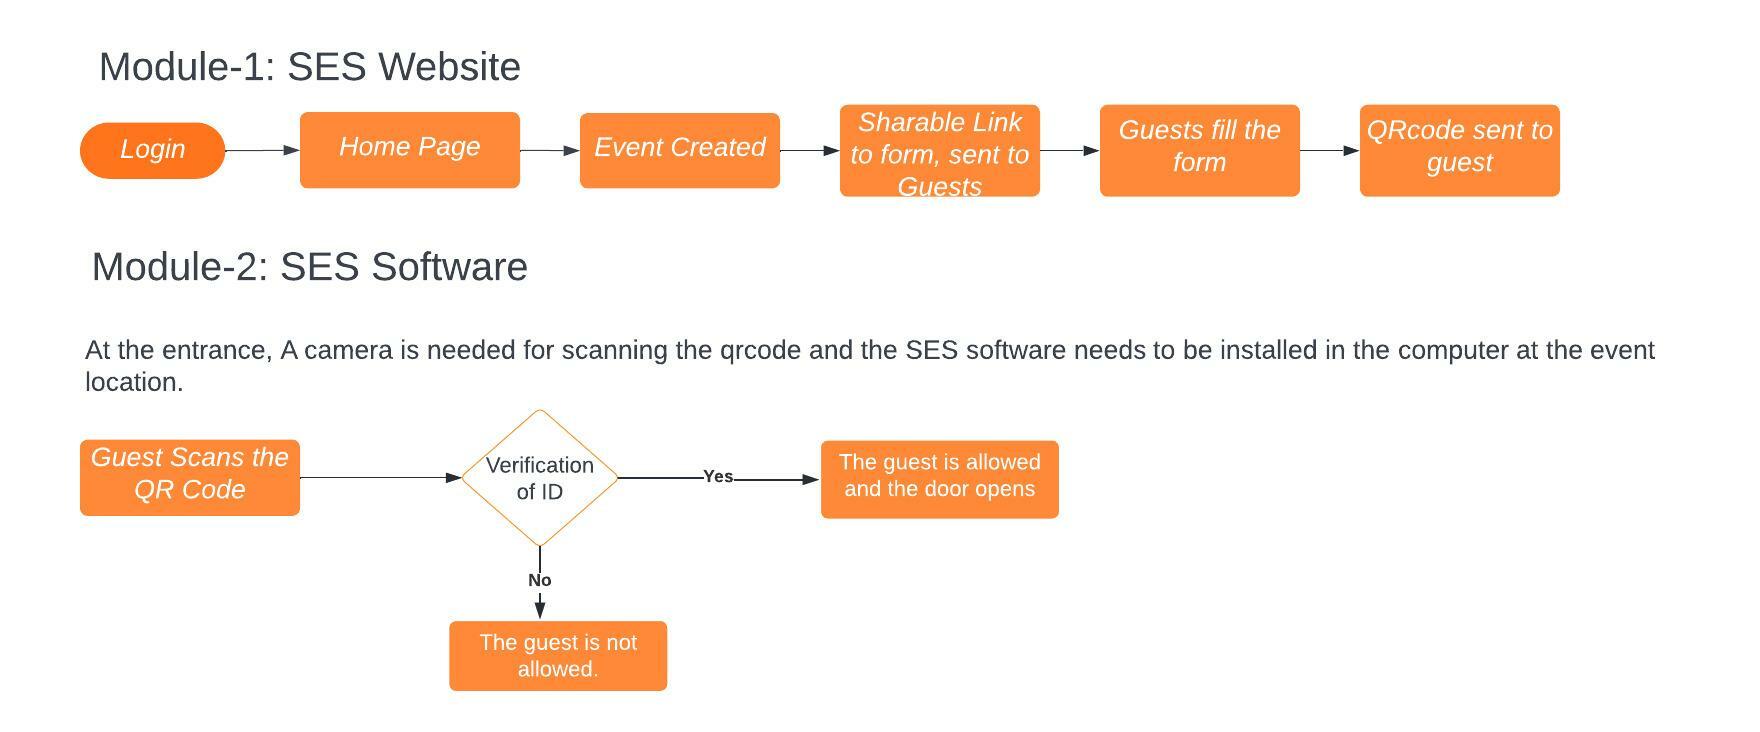 Module-1: SES Website
Login
Home Page
Event Created
Sharable Link
to form, sent to
Guests
Guests fill the
form
QRcode sent to
guest
Module-2: SES Software
At the entrance, A camera is needed for scanning the qrcode and the SES software needs to be installed in the computer at the event
location.
Guest Scans the
QR Code
Verification
of ID
Yes
The guest is allowed
and the door opens
No
The guest is not
allowed.